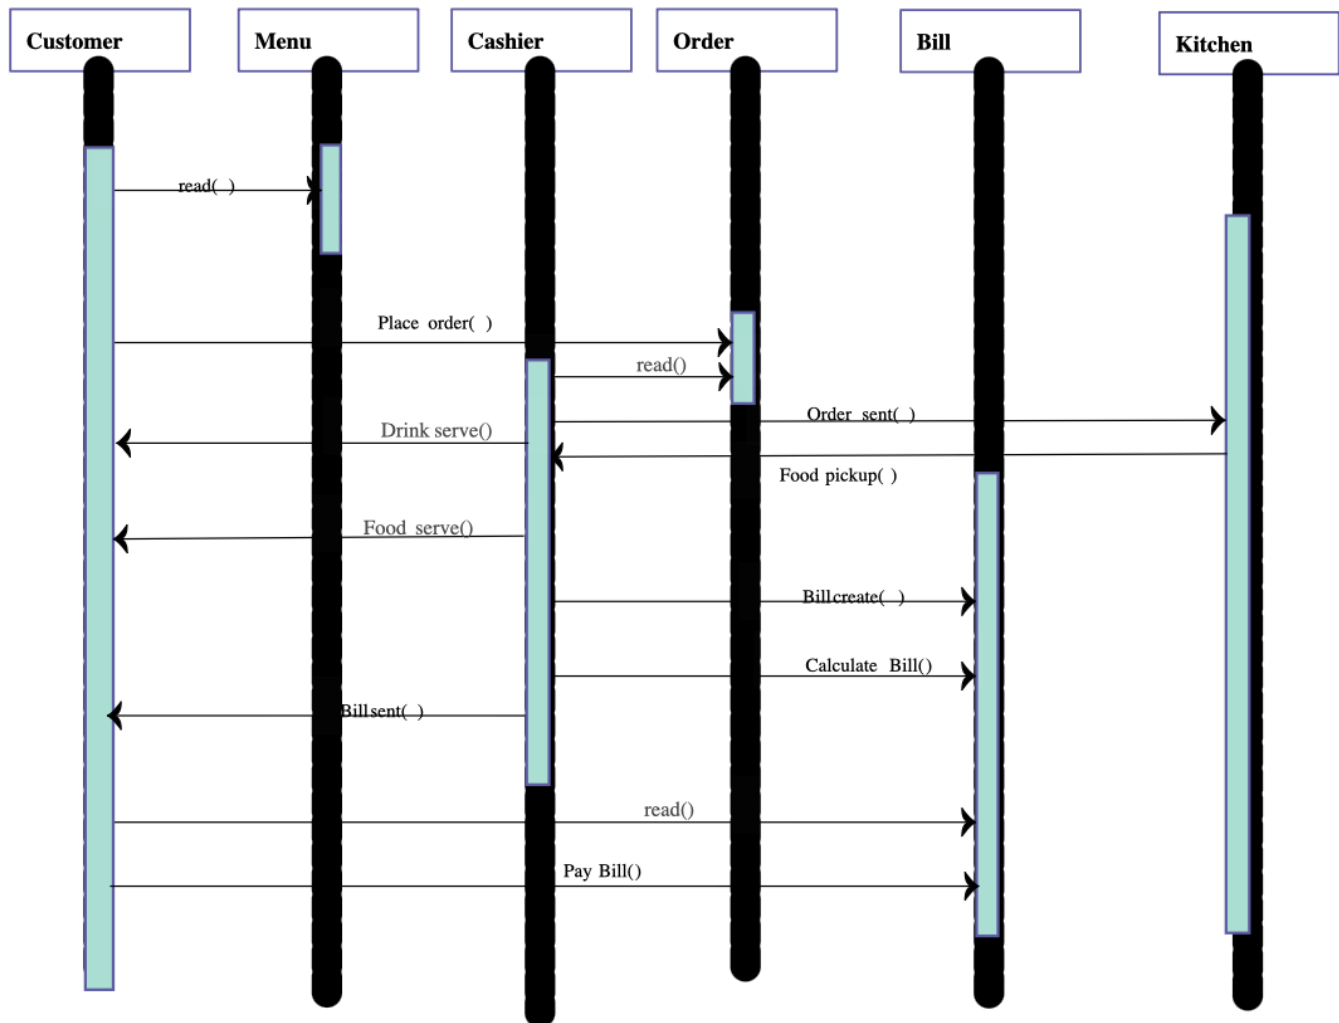 Customer
Menu
Cashier
Order
Bill
Kitchen
read(  )
Place  order(  )
read()
Order  sent(  )
Drink serve()
Food pickup( )
Food  serve()
Billcreate(  )
Calculate  Bill()
Billsent(  )
read()
Pay Bill()